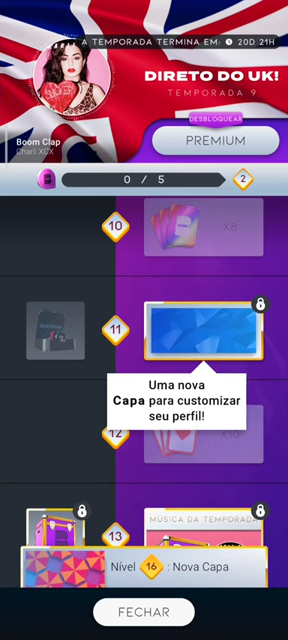 A TEMPORADA TERMINA EM: 20D 21H
DIRETO DO UK!
TEMPORADA 9
DESBLOQUEAR
PREMIUM
Boom Clap
Charli XCX
0 / 5
2
10
X8
11
Uma nova
Capa para customizar
seu perfil!
12
X10
13
MÚSICA DA TEMPORADA
Nível 16 : Nova Capa
FECHAR